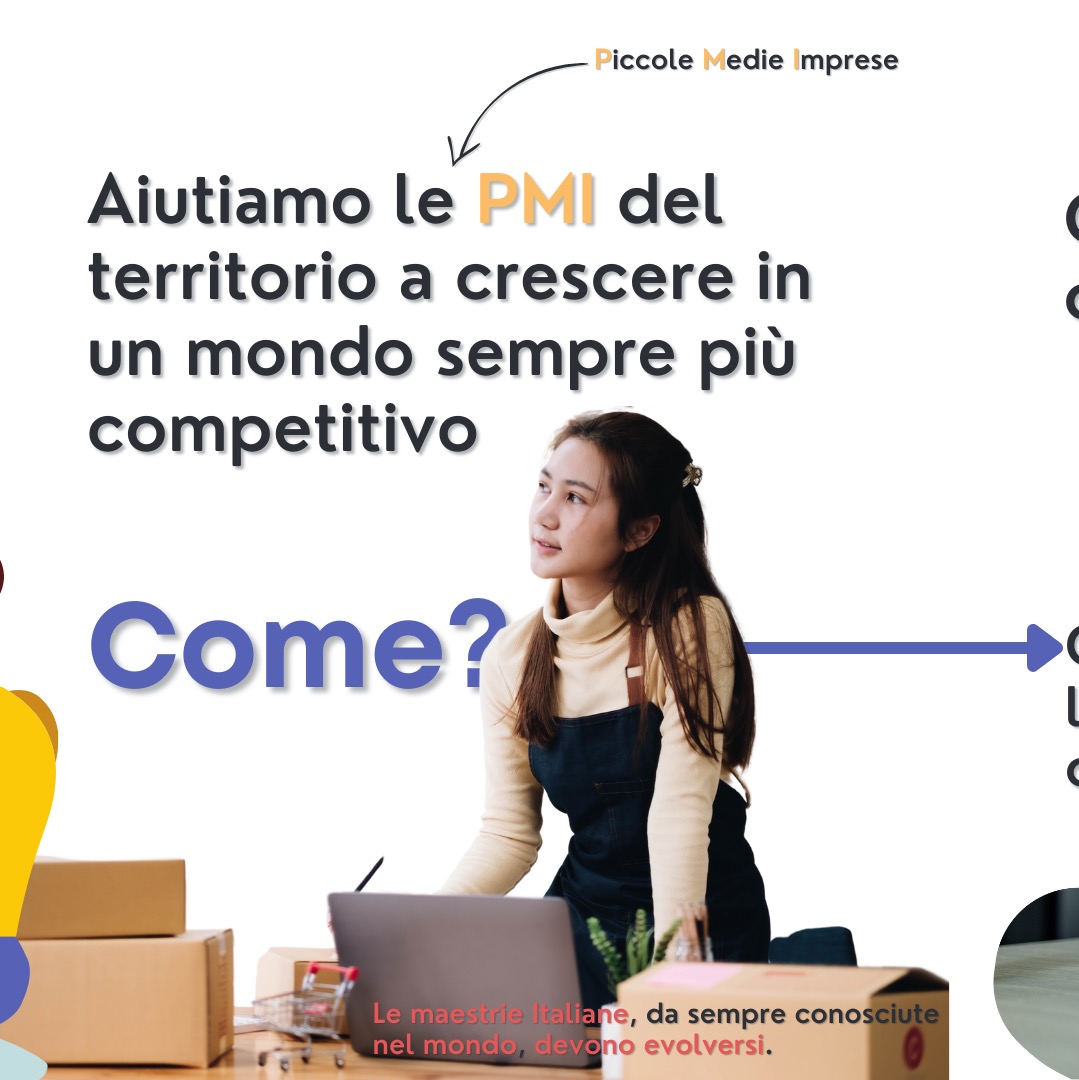 Piccole Medie Imprese
Aiutiamo le PMI del
territorio a crescere in
un mondo sempre più
competitivo
Come?
Le maestrie Italiane, da sempre conosciute
nel mondo, devono evolversi.